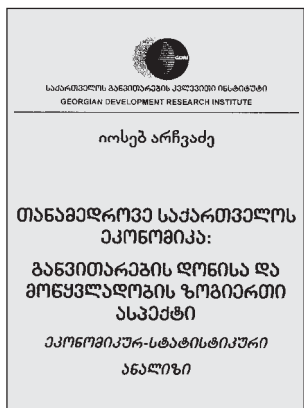 GDRI
საქართველოს განვითარების კვლევითი ინსტიტუტი
GEORGIAN DEVELOPMENT RESEARCH INSTITUTE
იოსებ არჩვაძე
თანამედროვე საქართველოს
ეკონომიკა:
განვითარების დონისა და
მოწყვლადობის ზოგიერთი
ასპექტი
ეკონომიკურ-სტატისტიკური
ანალიზი